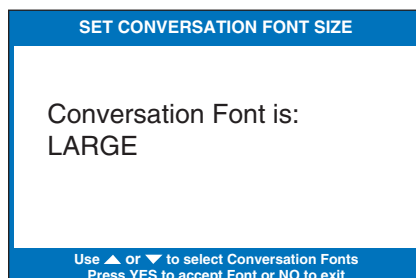 SET CONVERSATION FONT SIZE
Conversation Font is:
LARGE
Use ▲ or ▼ to select Conversation Fonts
Press YES to accept Font or NO to exit